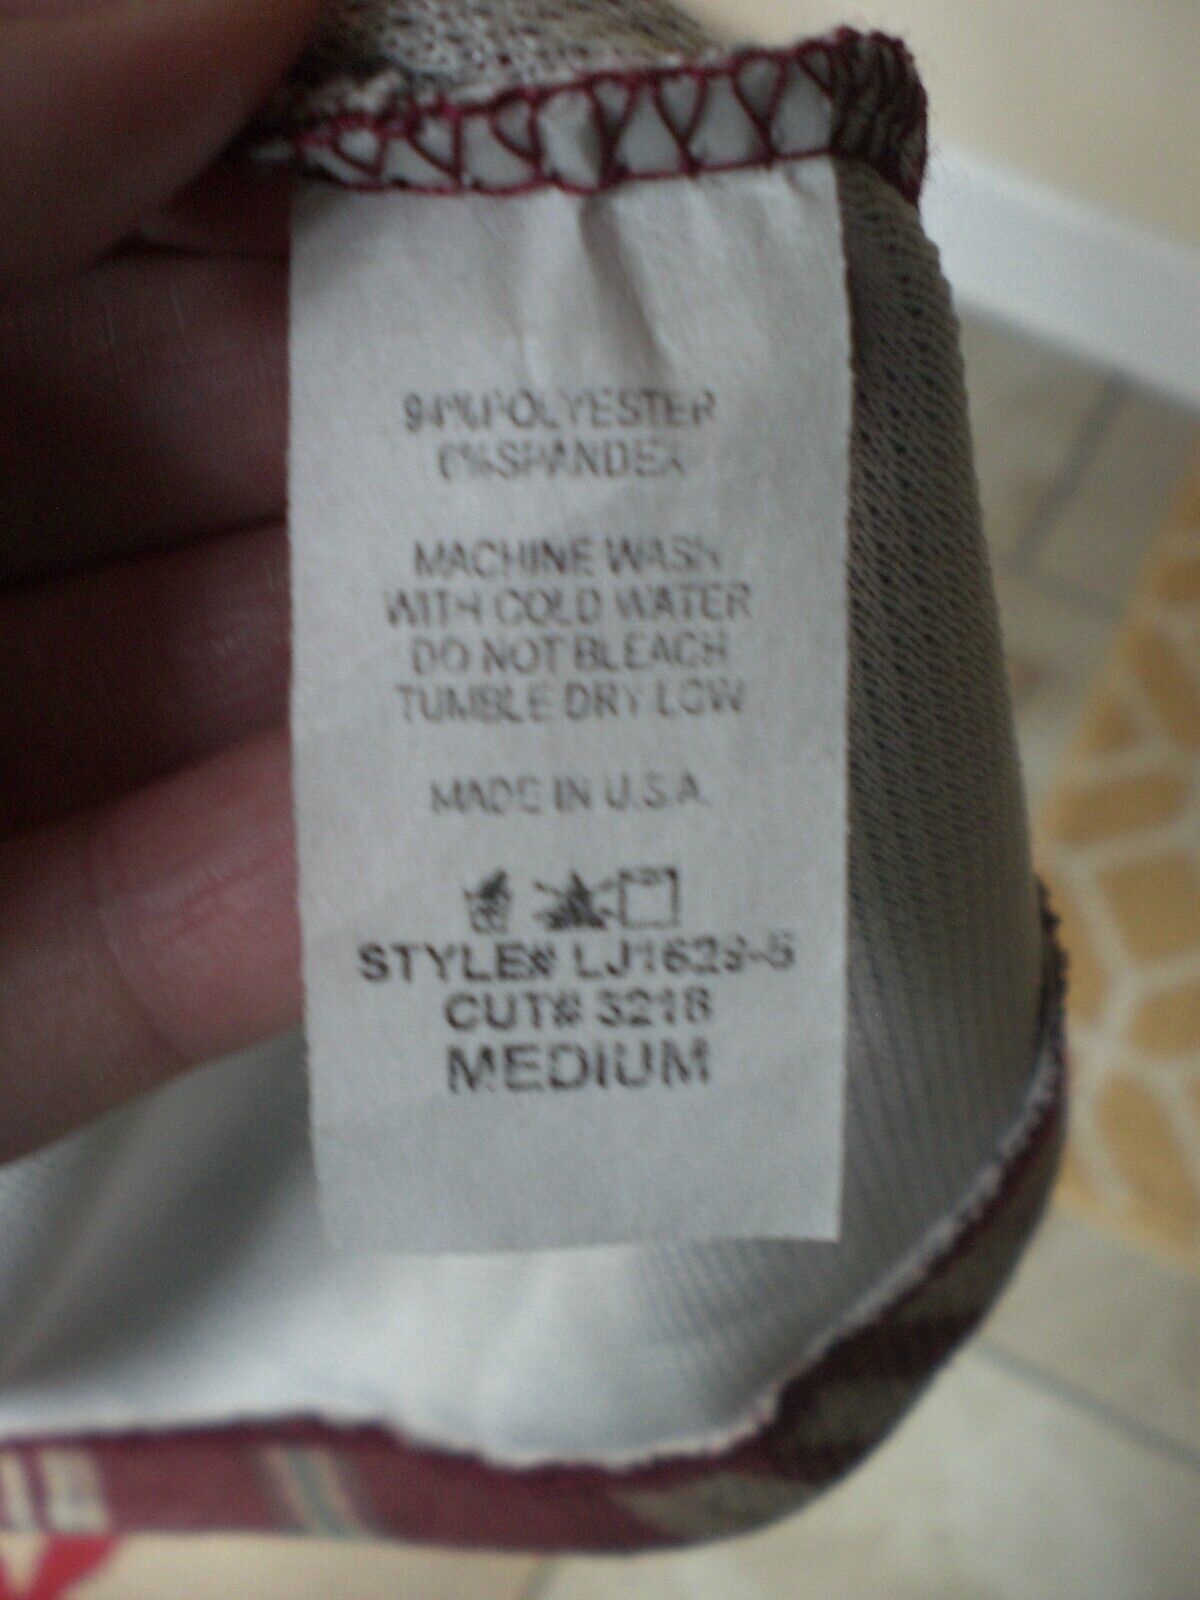 94% POLYESTER
6% SPANDEX
MACHINE WASH
WITH COLD WATER
DO NOT BLEACH
TUMBLE DRY LOW
MADE IN U.S.A.
STYLE# LJ1629-5
CUT# 3218
MEDIUM